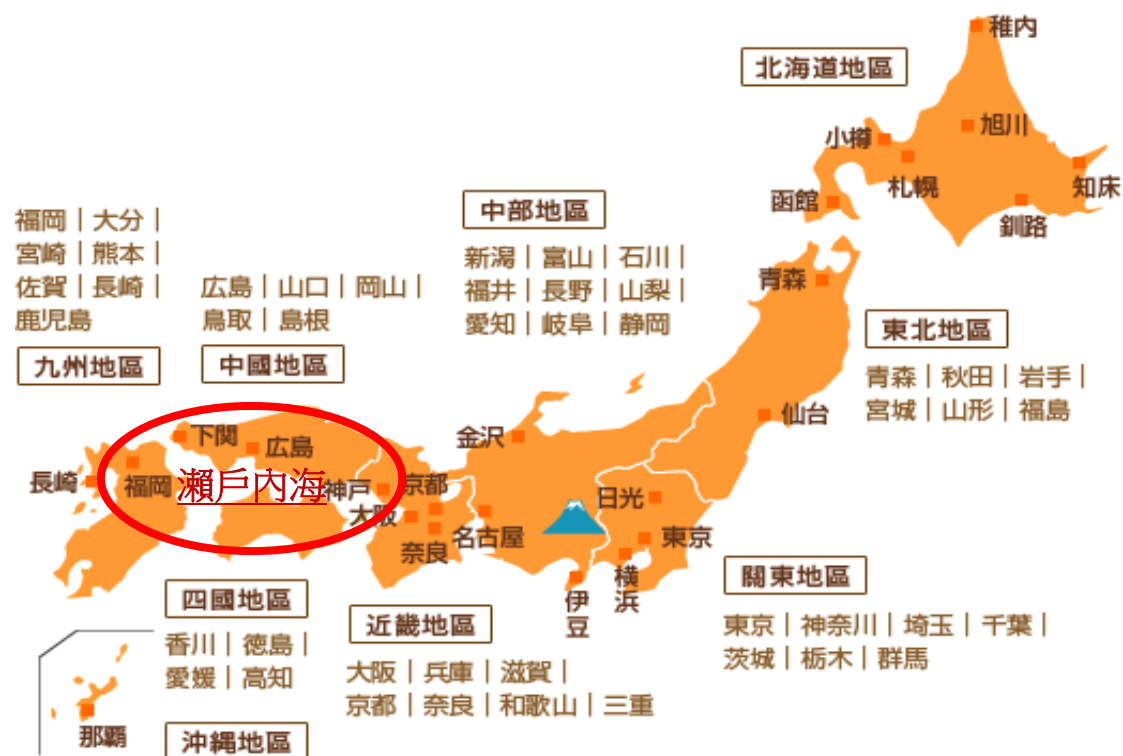 稚内
北海道地區
小樽
旭川
札幌
知床
函館
釧路
福岡｜大分｜
宮崎｜熊本｜
佐賀｜長崎｜
鹿児島
九州地區
広島｜山口｜岡山｜
鳥取｜島根
中國地區
中部地區
新潟｜富山｜石川｜
福井｜長野｜山梨｜
愛知｜岐阜｜静岡
青森
東北地區
青森｜秋田｜岩手｜
宮城｜山形｜福島
仙台
下関
広島
金沢
長崎
福岡
瀬戶內海
神戸
京都
大阪
奈良
名古屋
日光
東京
横浜
伊豆
四國地區
香川｜徳島｜
愛媛｜高知
近畿地區
大阪｜兵庫｜滋賀｜
京都｜奈良｜和歌山｜三重
關東地區
東京｜神奈川｜埼玉｜千葉｜
茨城｜栃木｜群馬
那覇
沖縄地區